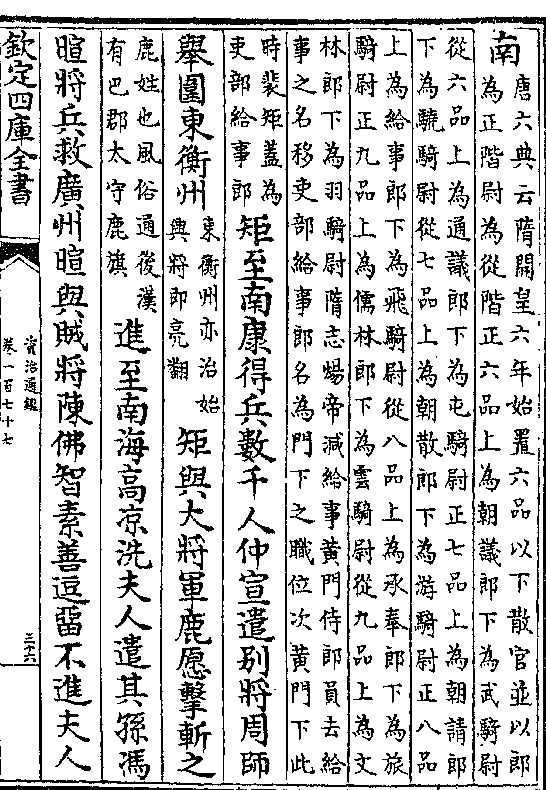 南
唐六典云隋開皇六年始置六品以下散官並以郎
為正階尉為從階正六品上為朝議郎下為武騎尉
從六品上為通議郎下為屯騎尉正七品上為朝請郎
下為驍騎尉從七品上為朝散郎下為游騎尉正八品
上為給事郎下為飛騎尉從八品上為承奉郎下為旅
騎尉正九品上為儒林郎下為雲騎尉從九品上為文
林郎下為羽騎尉隋志煬帝減給事黃門侍郎員去給
事之名移吏部給事郎名為門下之職位次黃門下此
時裴矩蓋為
吏部給事郎
矩至南康得兵數千人仲宣遣别將周師
舉圍東衡州
東衡州亦治始
興將即亮翻
矩與大將軍鹿愿擊斬之
鹿姓也風俗通後漢
有巴郡太守鹿旗
進至南海高凉洗夫人遣其孫馮
暄將兵救廣州暄與賊將陳佛智素善逗留不進夫人
欽定四庫全書
資治通鑑
卷一百七十七
三十六